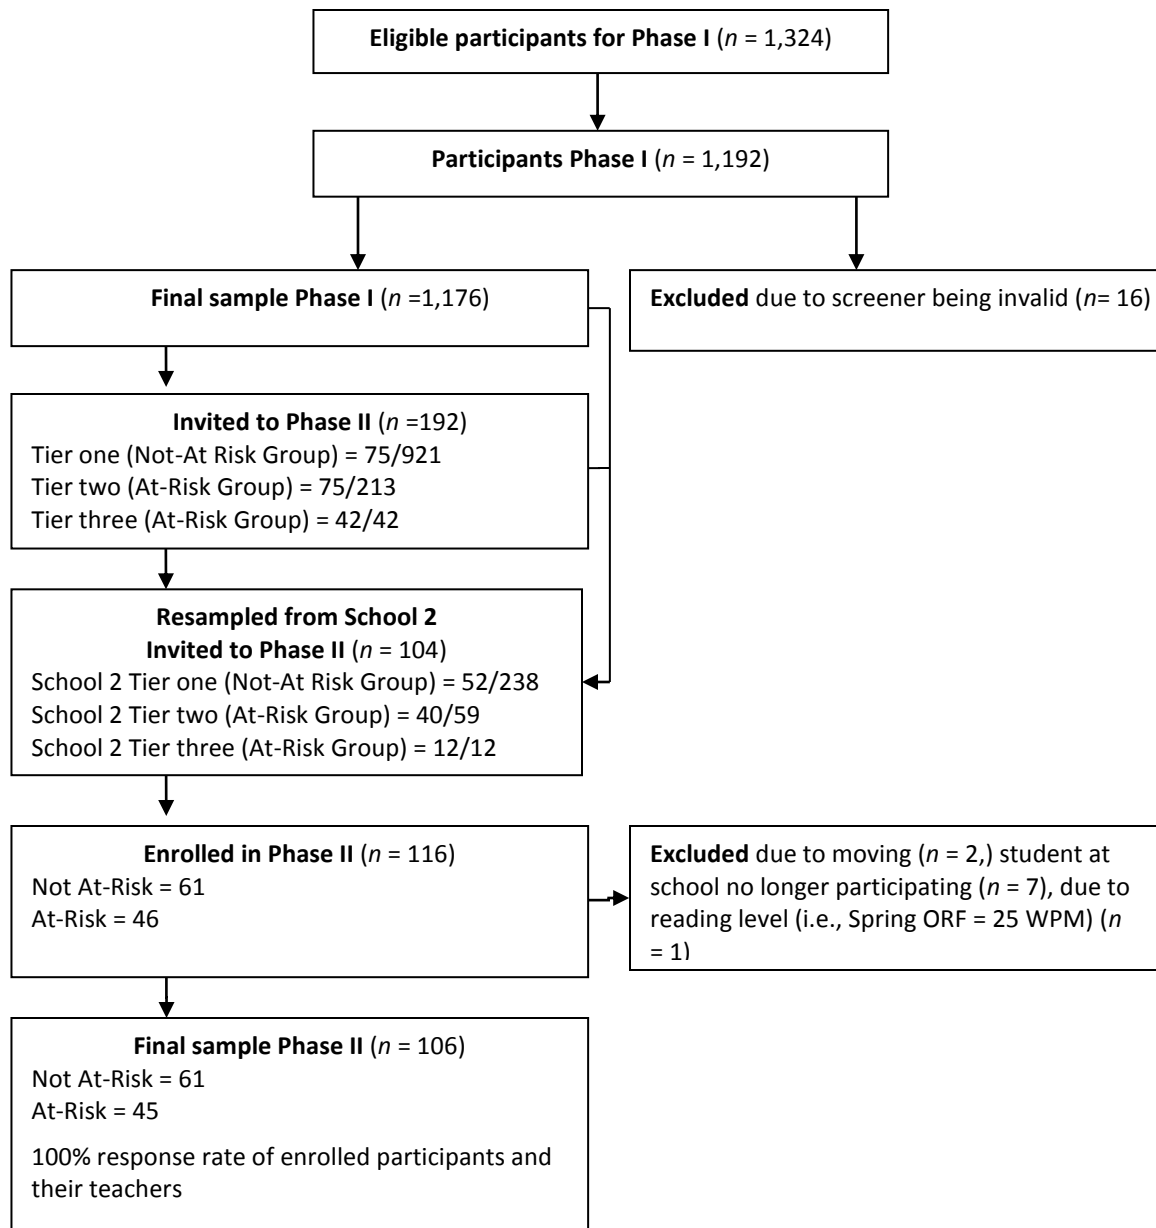 Eligible participants for Phase I (n = 1,324)
Participants Phase I (n = 1,192)
Final sample Phase I (n =1,176)
Excluded due to screener being invalid (n= 16)
Invited to Phase II (n =192)
Tier one (Not-At Risk Group) = 75/921
Tier two (At-Risk Group) = 75/213
Tier three (At-Risk Group) = 42/42
Resampled from School 2
Invited to Phase II (n = 104)
School 2 Tier one (Not-At Risk Group) = 52/238
School 2 Tier two (At-Risk Group) = 40/59
School 2 Tier three (At-Risk Group) = 12/12
Enrolled in Phase II (n = 116)
Not At-Risk = 61
At-Risk = 46
Excluded due to moving (n = 2,) student at
school no longer participating (n = 7), due to
reading level (i.e., Spring ORF = 25 WPM) (n
= 1)
Final sample Phase II (n = 106)
Not At-Risk = 61
At-Risk = 45
100% response rate of enrolled participants and
their teachers